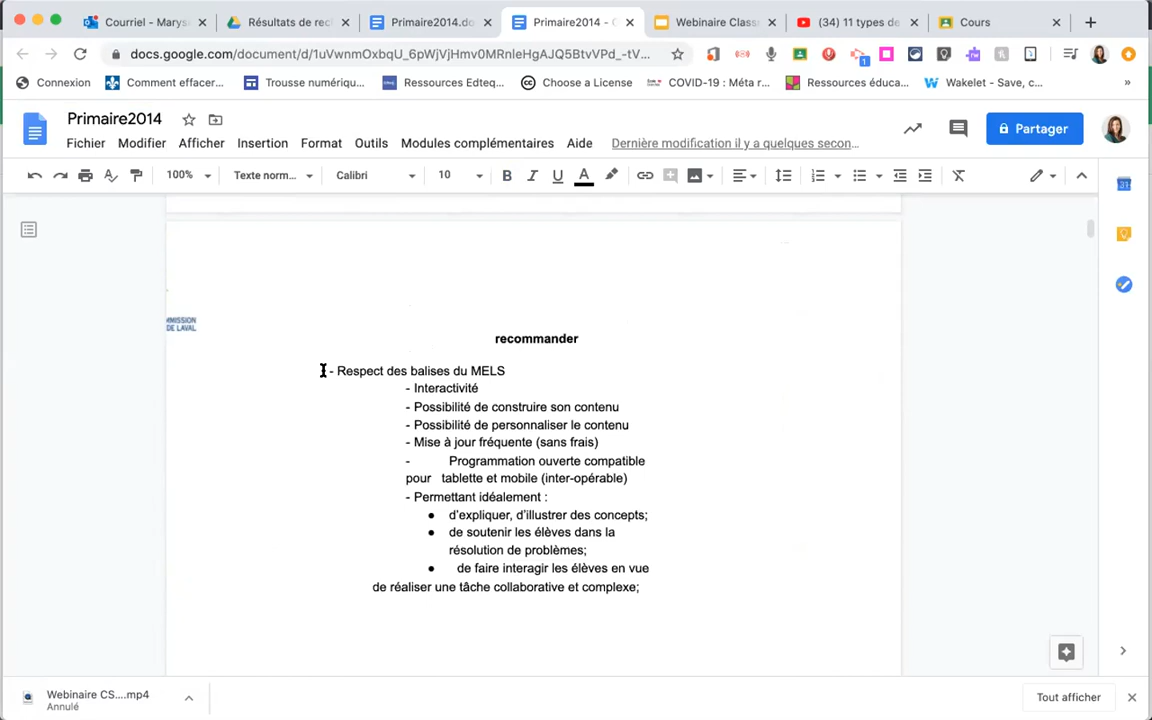 Courriel - Marys
Résultats de rec
Primaire2014.do
Primaire2014 - G
Webinaire Class
(34) 11 types de
Cours
docs.google.com/document/d/1uVwnmOxbqU_6pWjVjHmv0MRnleHgAJQ5BtvVPd_-tV...
Connexion
Comment effacer...
Trousse numériqu...
Ressources Edteq...
Choose a License
COVID-19 : Méta r...
Ressources éduca...
Wakelet - Save, c...
»
Primaire2014
Fichier Modifier Afficher Insertion Format Outils Modules complémentaires Aide
Dernière modification il y a quelques secon...
Partager
100% Texte norm... Calibri 10 B I U A
MMISSION
DE LAVAL
recommander
- Respect des balises du MELS
- Interactivité
- Possibilité de construire son contenu
- Possibilité de personnaliser le contenu
- Mise à jour fréquente (sans frais)
- Programmation ouverte compatible
pour tablette et mobile (inter-opérable)
- Permettant idéalement :
● d'expliquer, d'illustrer des concepts;
● de soutenir les élèves dans la
résolution de problèmes;
● de faire interagir les élèves en vue
de réaliser une tâche collaborative et complexe;
Webinaire CS....mp4
Annulé
Tout afficher